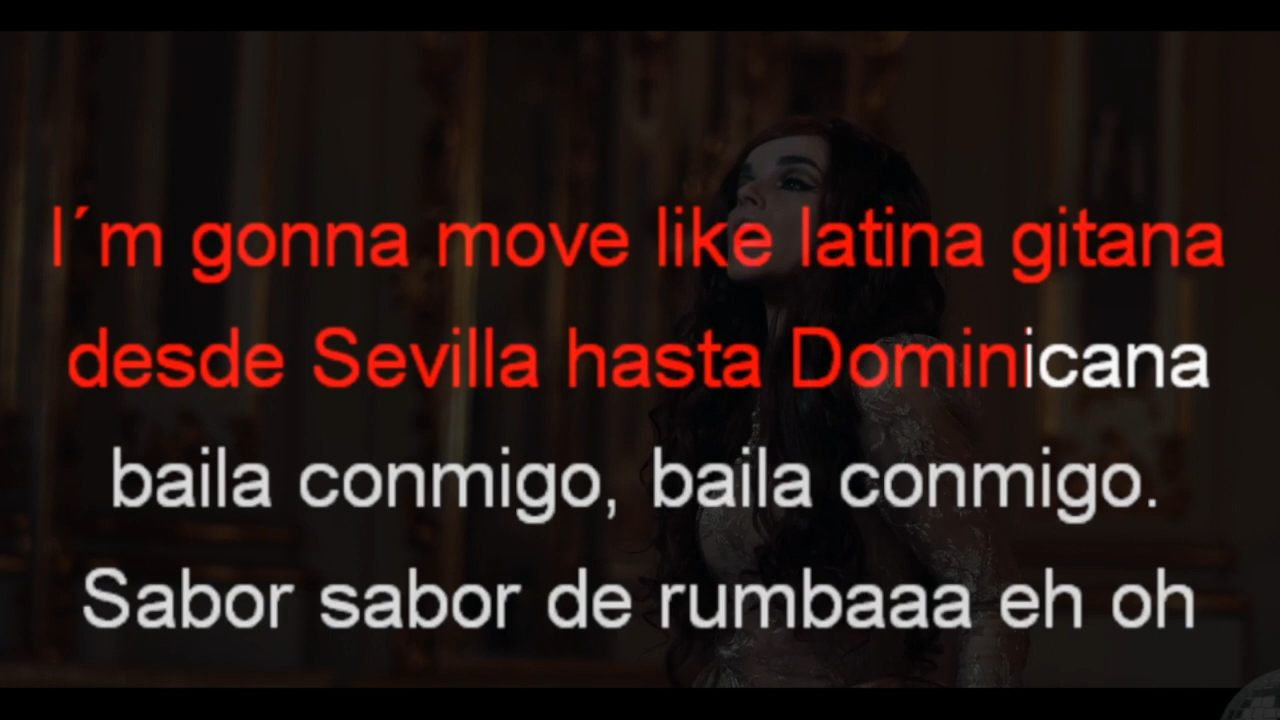 I´m gonna move like latina gitana
desde Sevilla hasta Dominicana
baila conmigo, baila conmigo.
Sabor sabor de rumbaaa eh oh